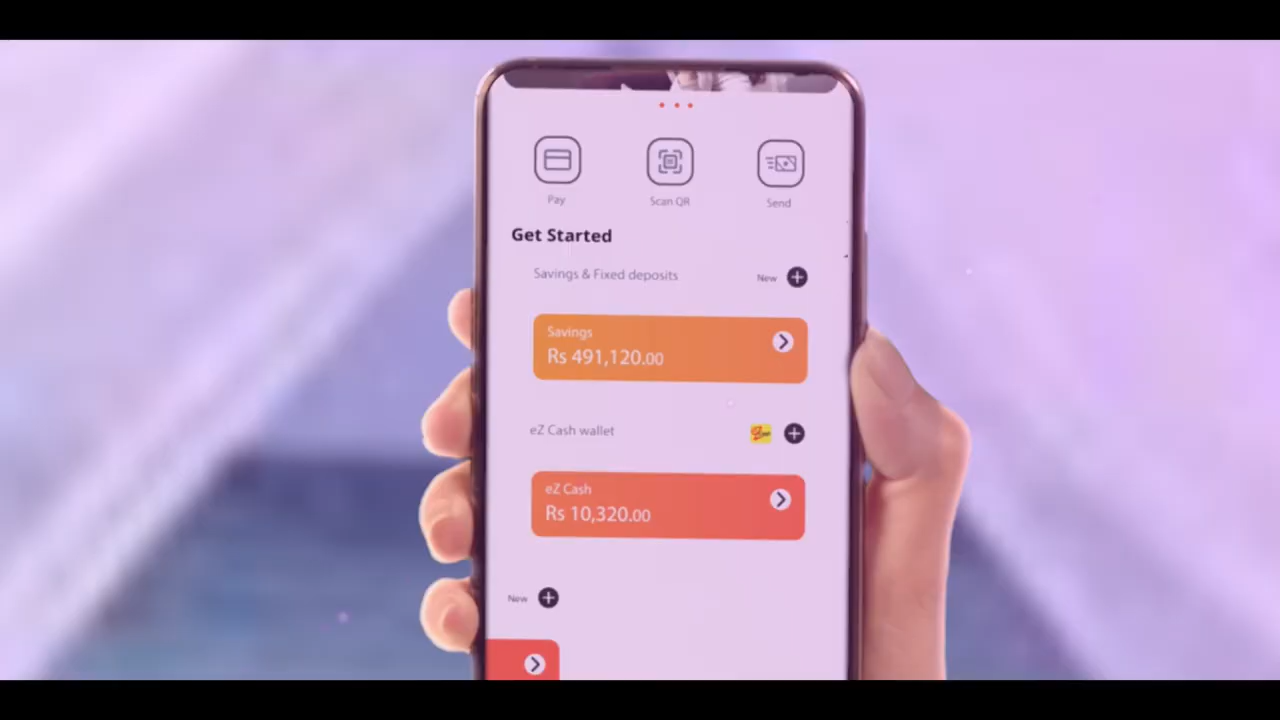 Pay Scan QR Send
Get Started
Savings & Fixed deposits New
Savings
Rs 491,120.00
eZ Cash wallet
eZ Cash
Rs 10,320.00
New